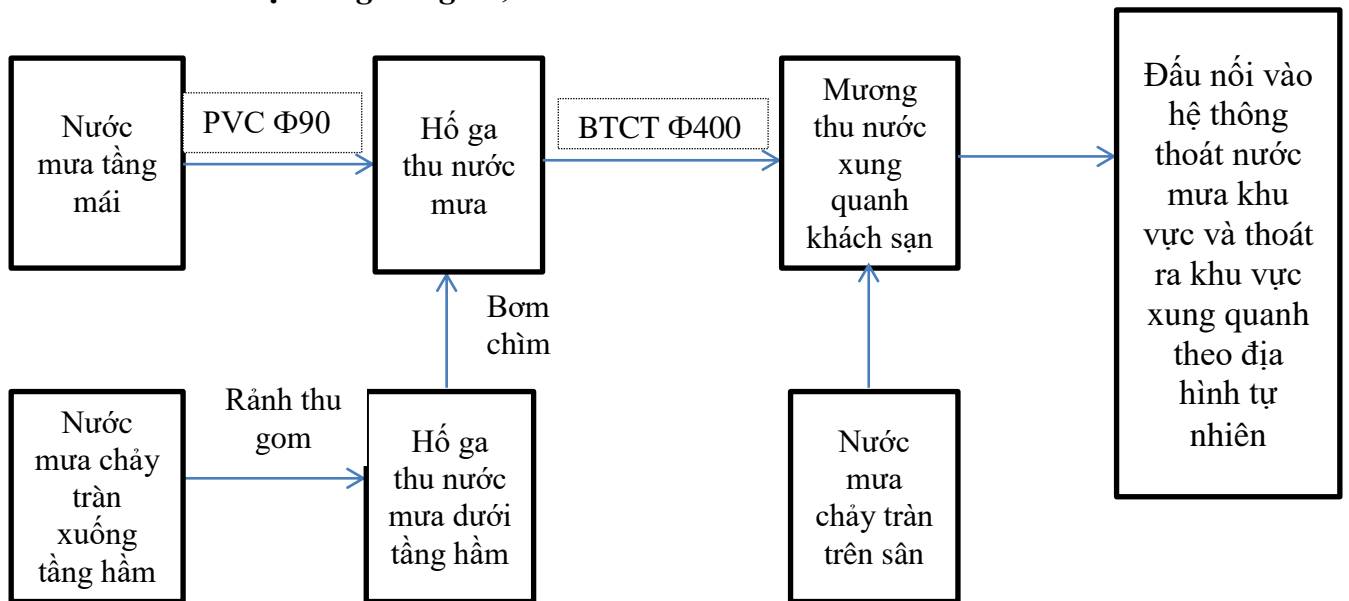 Nước
mưa tầng
mái
PVC Φ90
Hố ga
thu nước
mưa
BTCT Φ400
Mương
thu nước
xung
quanh
khách sạn
Đấu nối vào
hệ thông
thoát nước
mưa khu
vực và thoát
ra khu vực
xung quanh
theo địa
hình tự
nhiên
Bơm
chìm
Nước
mưa chảy
tràn
xuống
tầng hầm
Rảnh thu
gom
Hố ga
thu nước
mưa dưới
tầng hầm
Nước
mưa
chảy tràn
trên sân